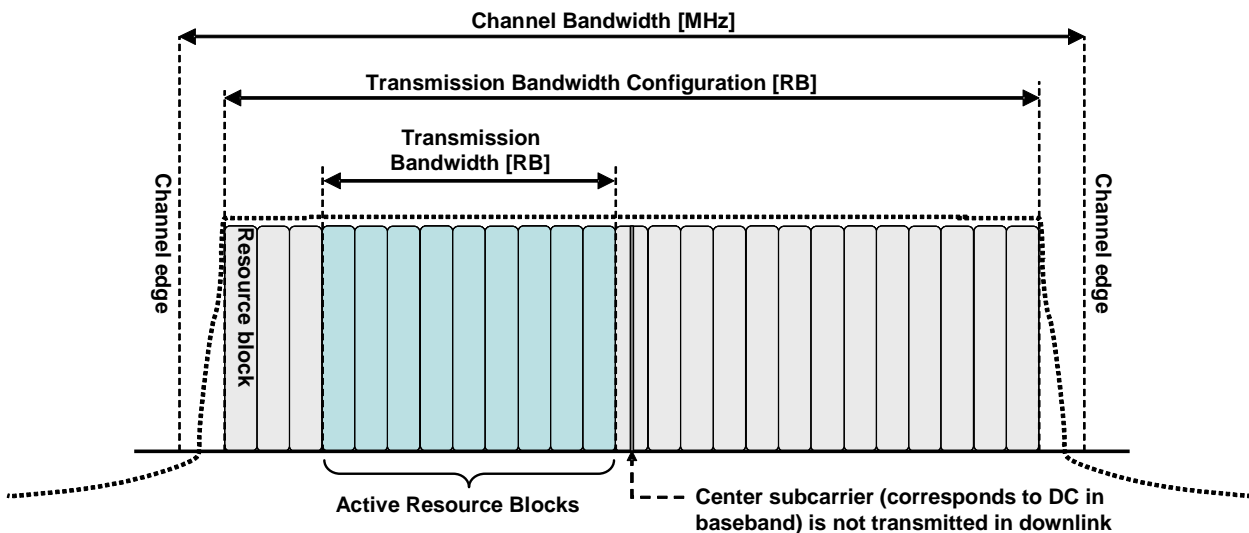 Channel Bandwidth [MHz]
Transmission Bandwidth Configuration [RB]
Transmission
Bandwidth [RB]
Channel edge
Resource block
Channel edge
Active Resource Blocks
Center subcarrier (corresponds to DC in
baseband) is not transmitted in downlink